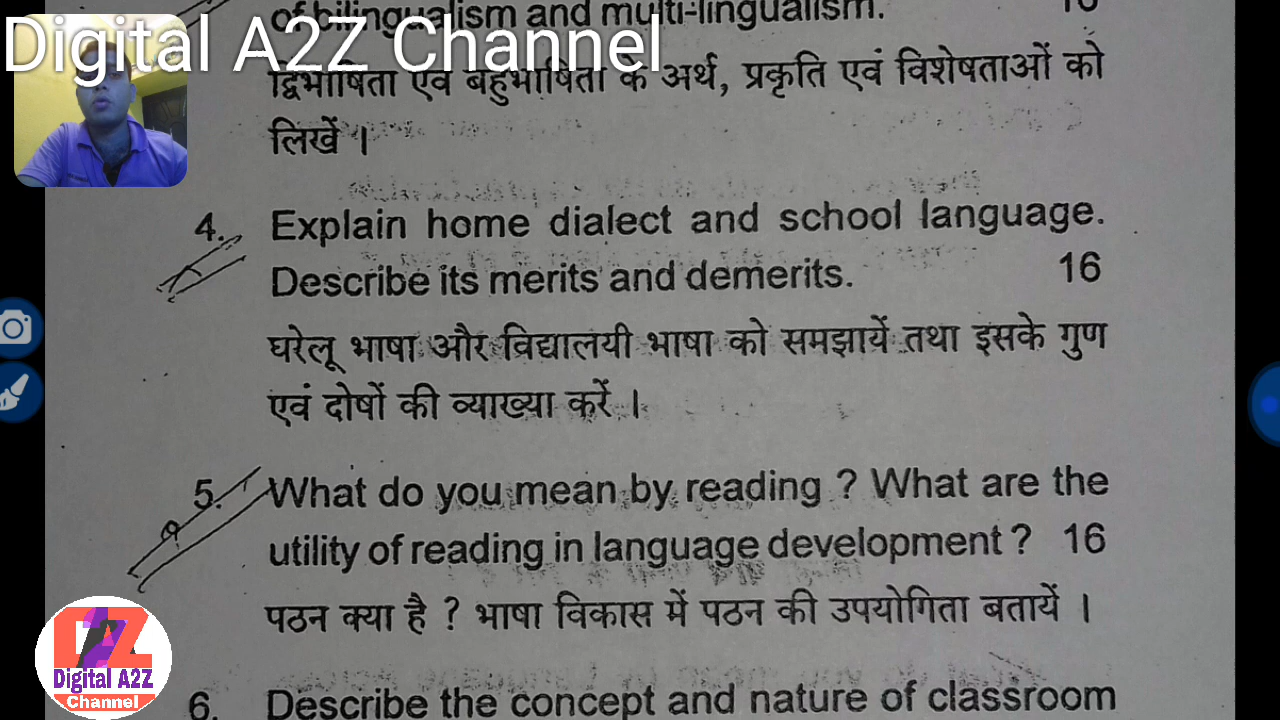 Digital A2Z Channel
of bilingualism and multi-lingualism. 16
द्विभाषिता एवं बहुभाषिता के अर्थ, प्रकृति एवं विशेषताओं को
लिखें ।
4. Explain home dialect and school language.
Describe its merits and demerits. 16
घरेलू भाषा और विद्यालयी भाषा को समझायें तथा इसके गुण
एवं दोषों की व्याख्या करें ।
5. What do you mean by reading ? What are the
utility of reading in language development ? 16
पठन क्या है ? भाषा विकास में पठन की उपयोगिता बतायें ।
6. Describe the concept and nature of classroom
A2Z
Digital A2Z
Channel